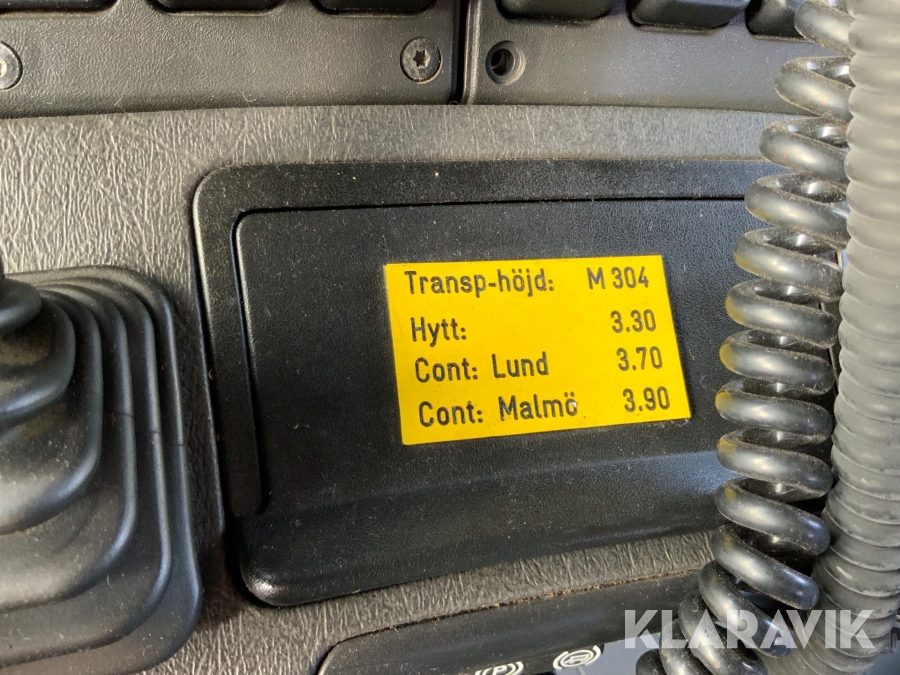 Transp-höjd: M 304
Hytt: 3.30
Cont: Lund 3.70
Cont: Malmö 3.90
KLARAVIK